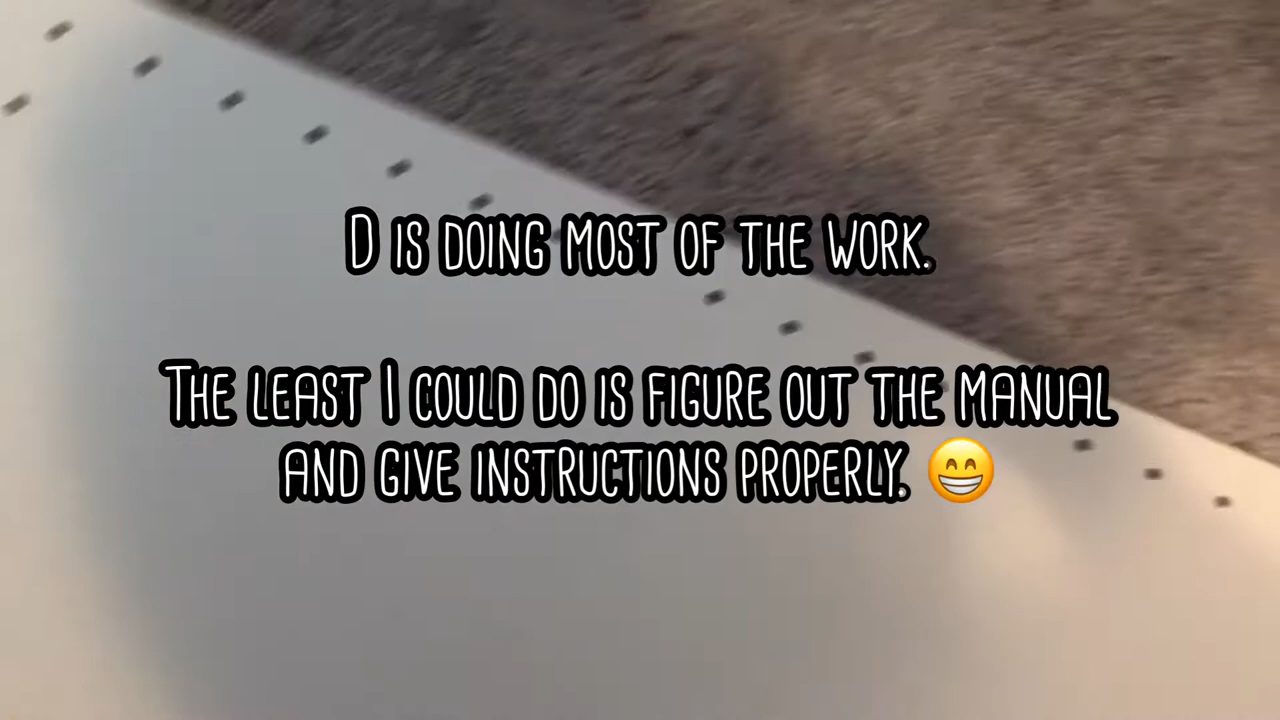 D is doing most of the work.
The least I could do is figure out the manual
and give instructions properly. 😁